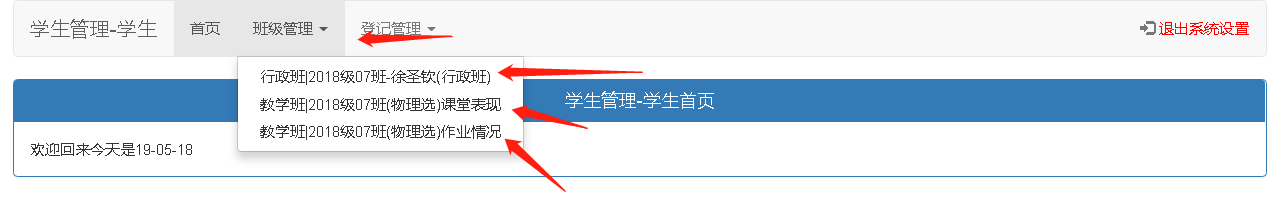 学生管理-学生 首页 班级管理 登记管理 退出系统设置
行政班|2018级07班-徐圣钦(行政班)
学生管理-学生首页
教学班|2018级07班(物理选)课堂表现
教学班|2018级07班(物理选)作业情况
欢迎回来今天是19-05-18